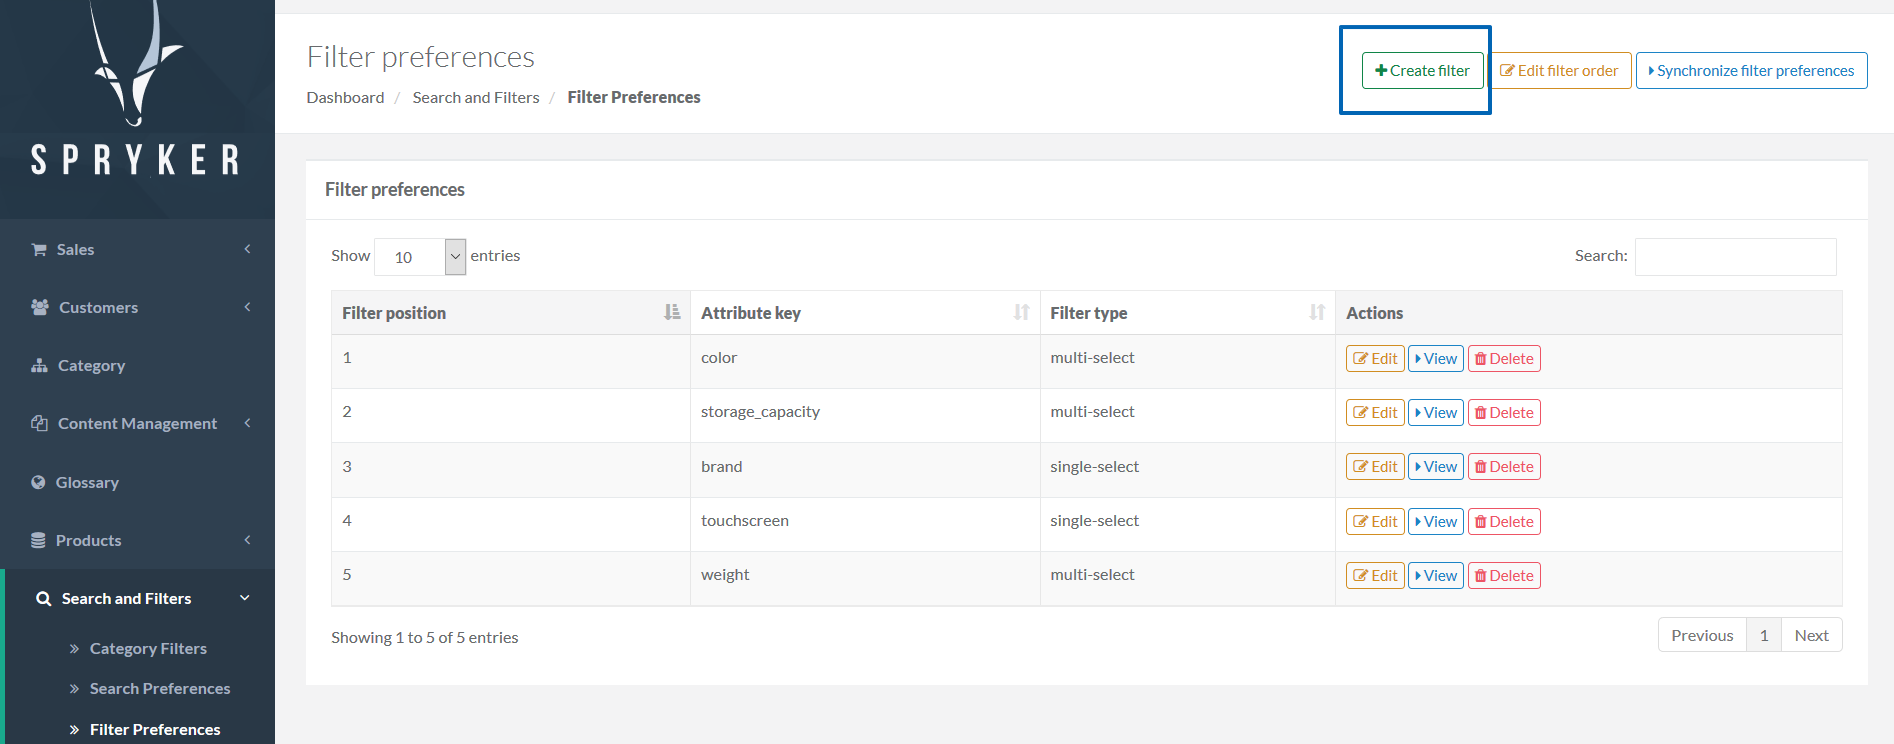 SPRYKER
Sales
Customers
Category
Content Management
Glossary
Products
Search and Filters
Category Filters
Search Preferences
Filter Preferences
Filter preferences
Dashboard / Search and Filters / Filter Preferences
Create filter Edit filter order Synchronize filter preferences
Filter preferences
Show 10 entries Search:
Filter position Attribute key Filter type Actions
1 color multi-select Edit View Delete
2 storage_capacity multi-select Edit View Delete
3 brand single-select Edit View Delete
4 touchscreen single-select Edit View Delete
5 weight multi-select Edit View Delete
Showing 1 to 5 of 5 entries Previous 1 Next